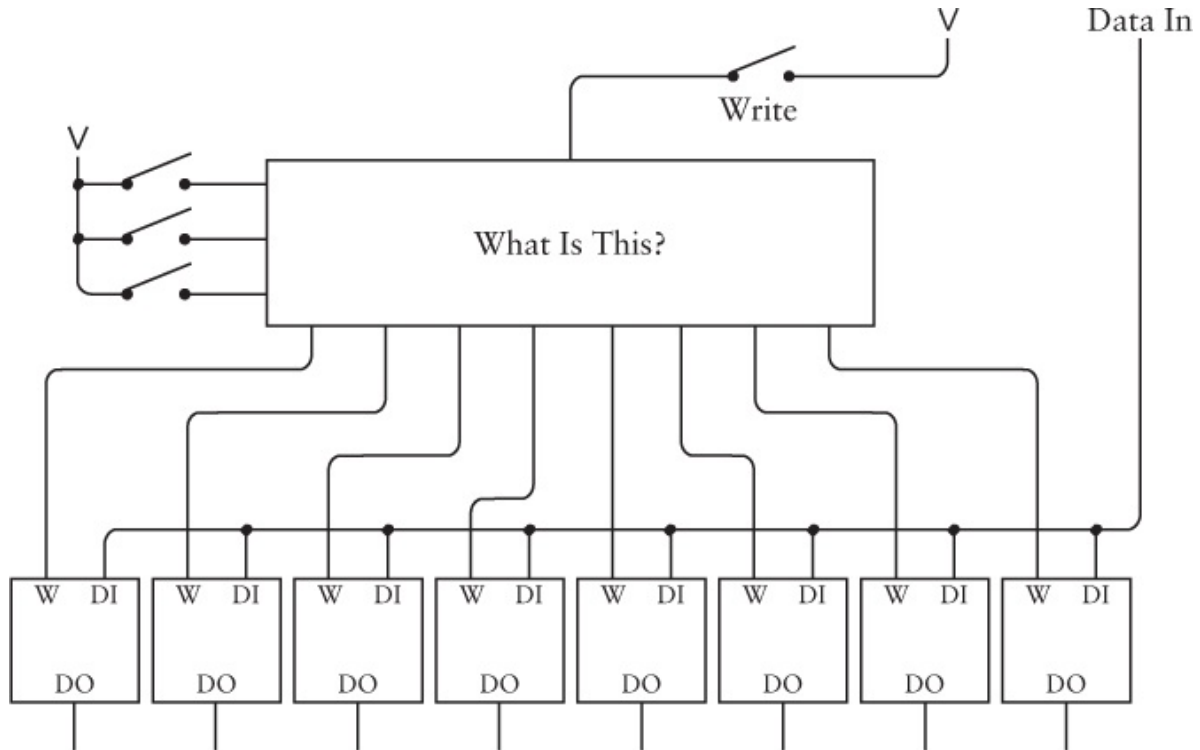 V
Data In
Write
V
What Is This?
W DI W DI W DI W DI W DI W DI W DI W DI
DO DO DO DO DO DO DO DO